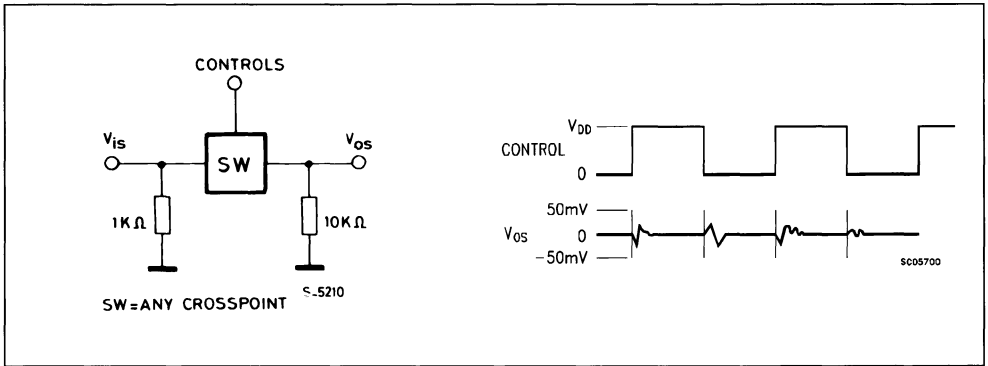 CONTROLS
Vis
Vos
SW
1KΩ
10KΩ
S-5210
SW=ANY CROSSPOINT
VDD
CONTROL
0
50mV
VOS
0
-50mV
SC05700